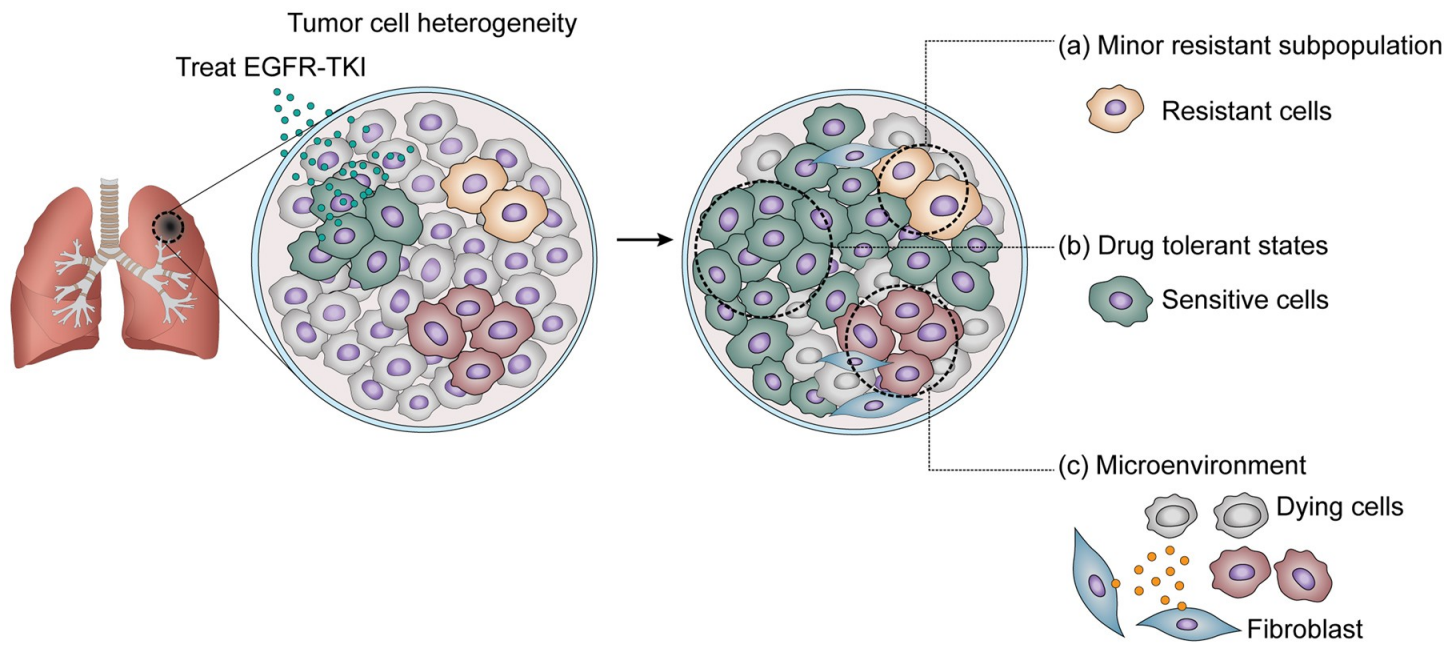 Tumor cell heterogeneity
Treat EGFR-TKI
(a) Minor resistant subpopulation
Resistant cells
(b) Drug tolerant states
Sensitive cells
(c) Microenvironment
Dying cells
Fibroblast